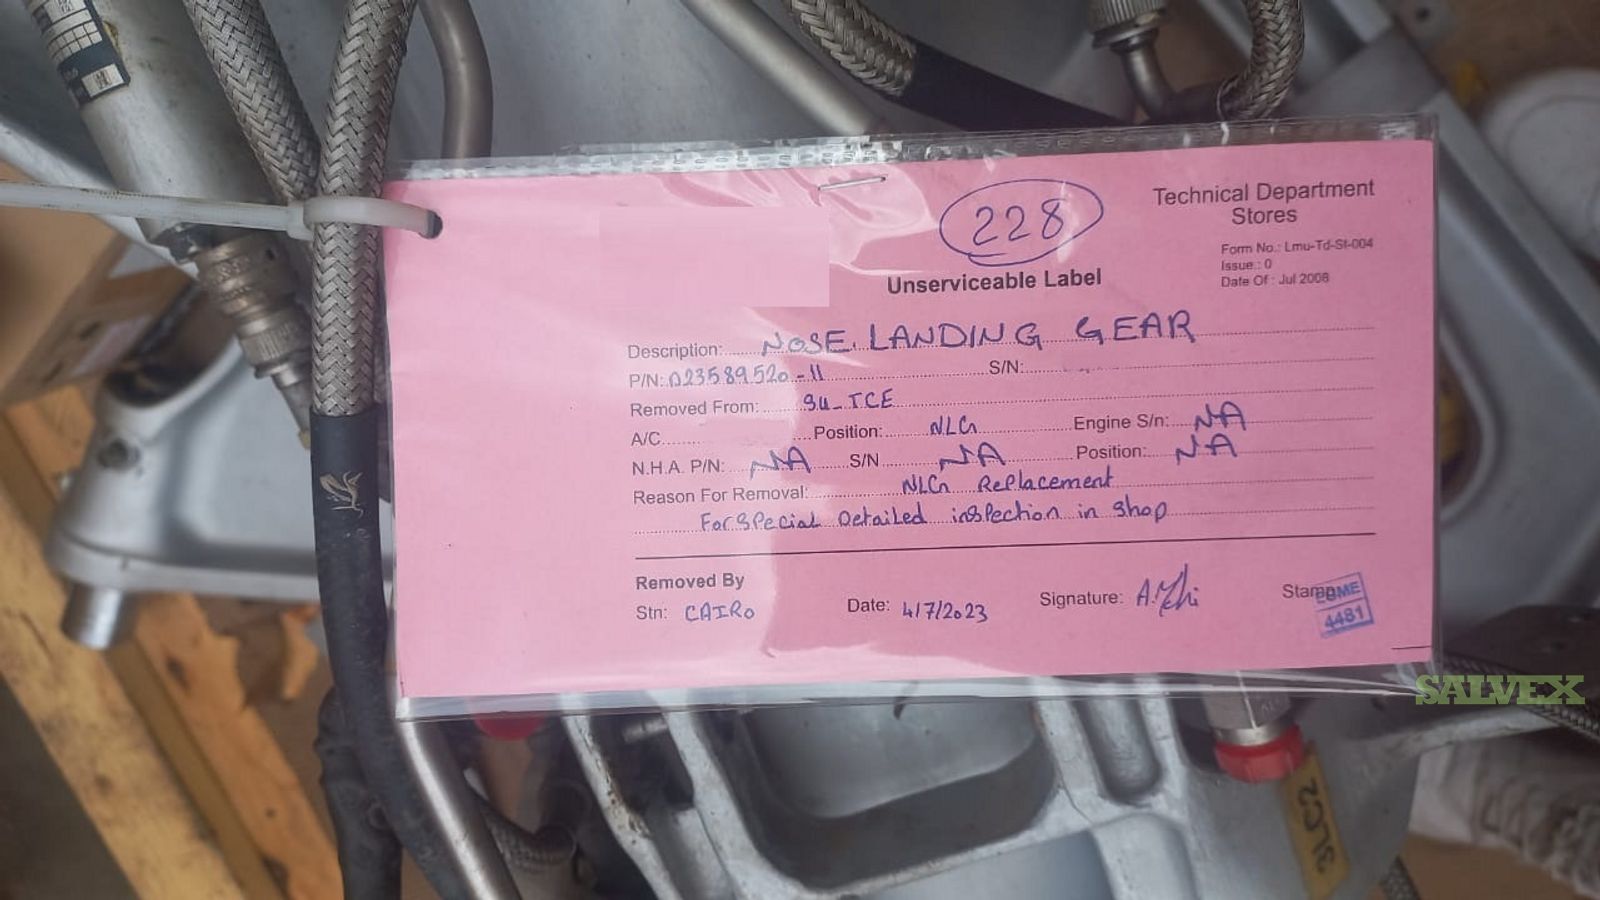 228
Technical Department
Stores
Form No.: Lmu-Td-St-004
Issue : 0
Date Of : Jul 2008
Unserviceable Label
Description: NOSE LANDING GEAR
P/N: D23589520-11 S/N:
Removed From: SU-TCE
A/C Position: NLG Engine S/n: NA
N.H.A. P/N: NA S/N NA Position: NA
Reason For Removal: NLG Replacement
For Special Detailed inspection in shop
Removed By
Stn: CAIRO Date: 4/7/2023 Signature: Stamp
4481
SALVEX